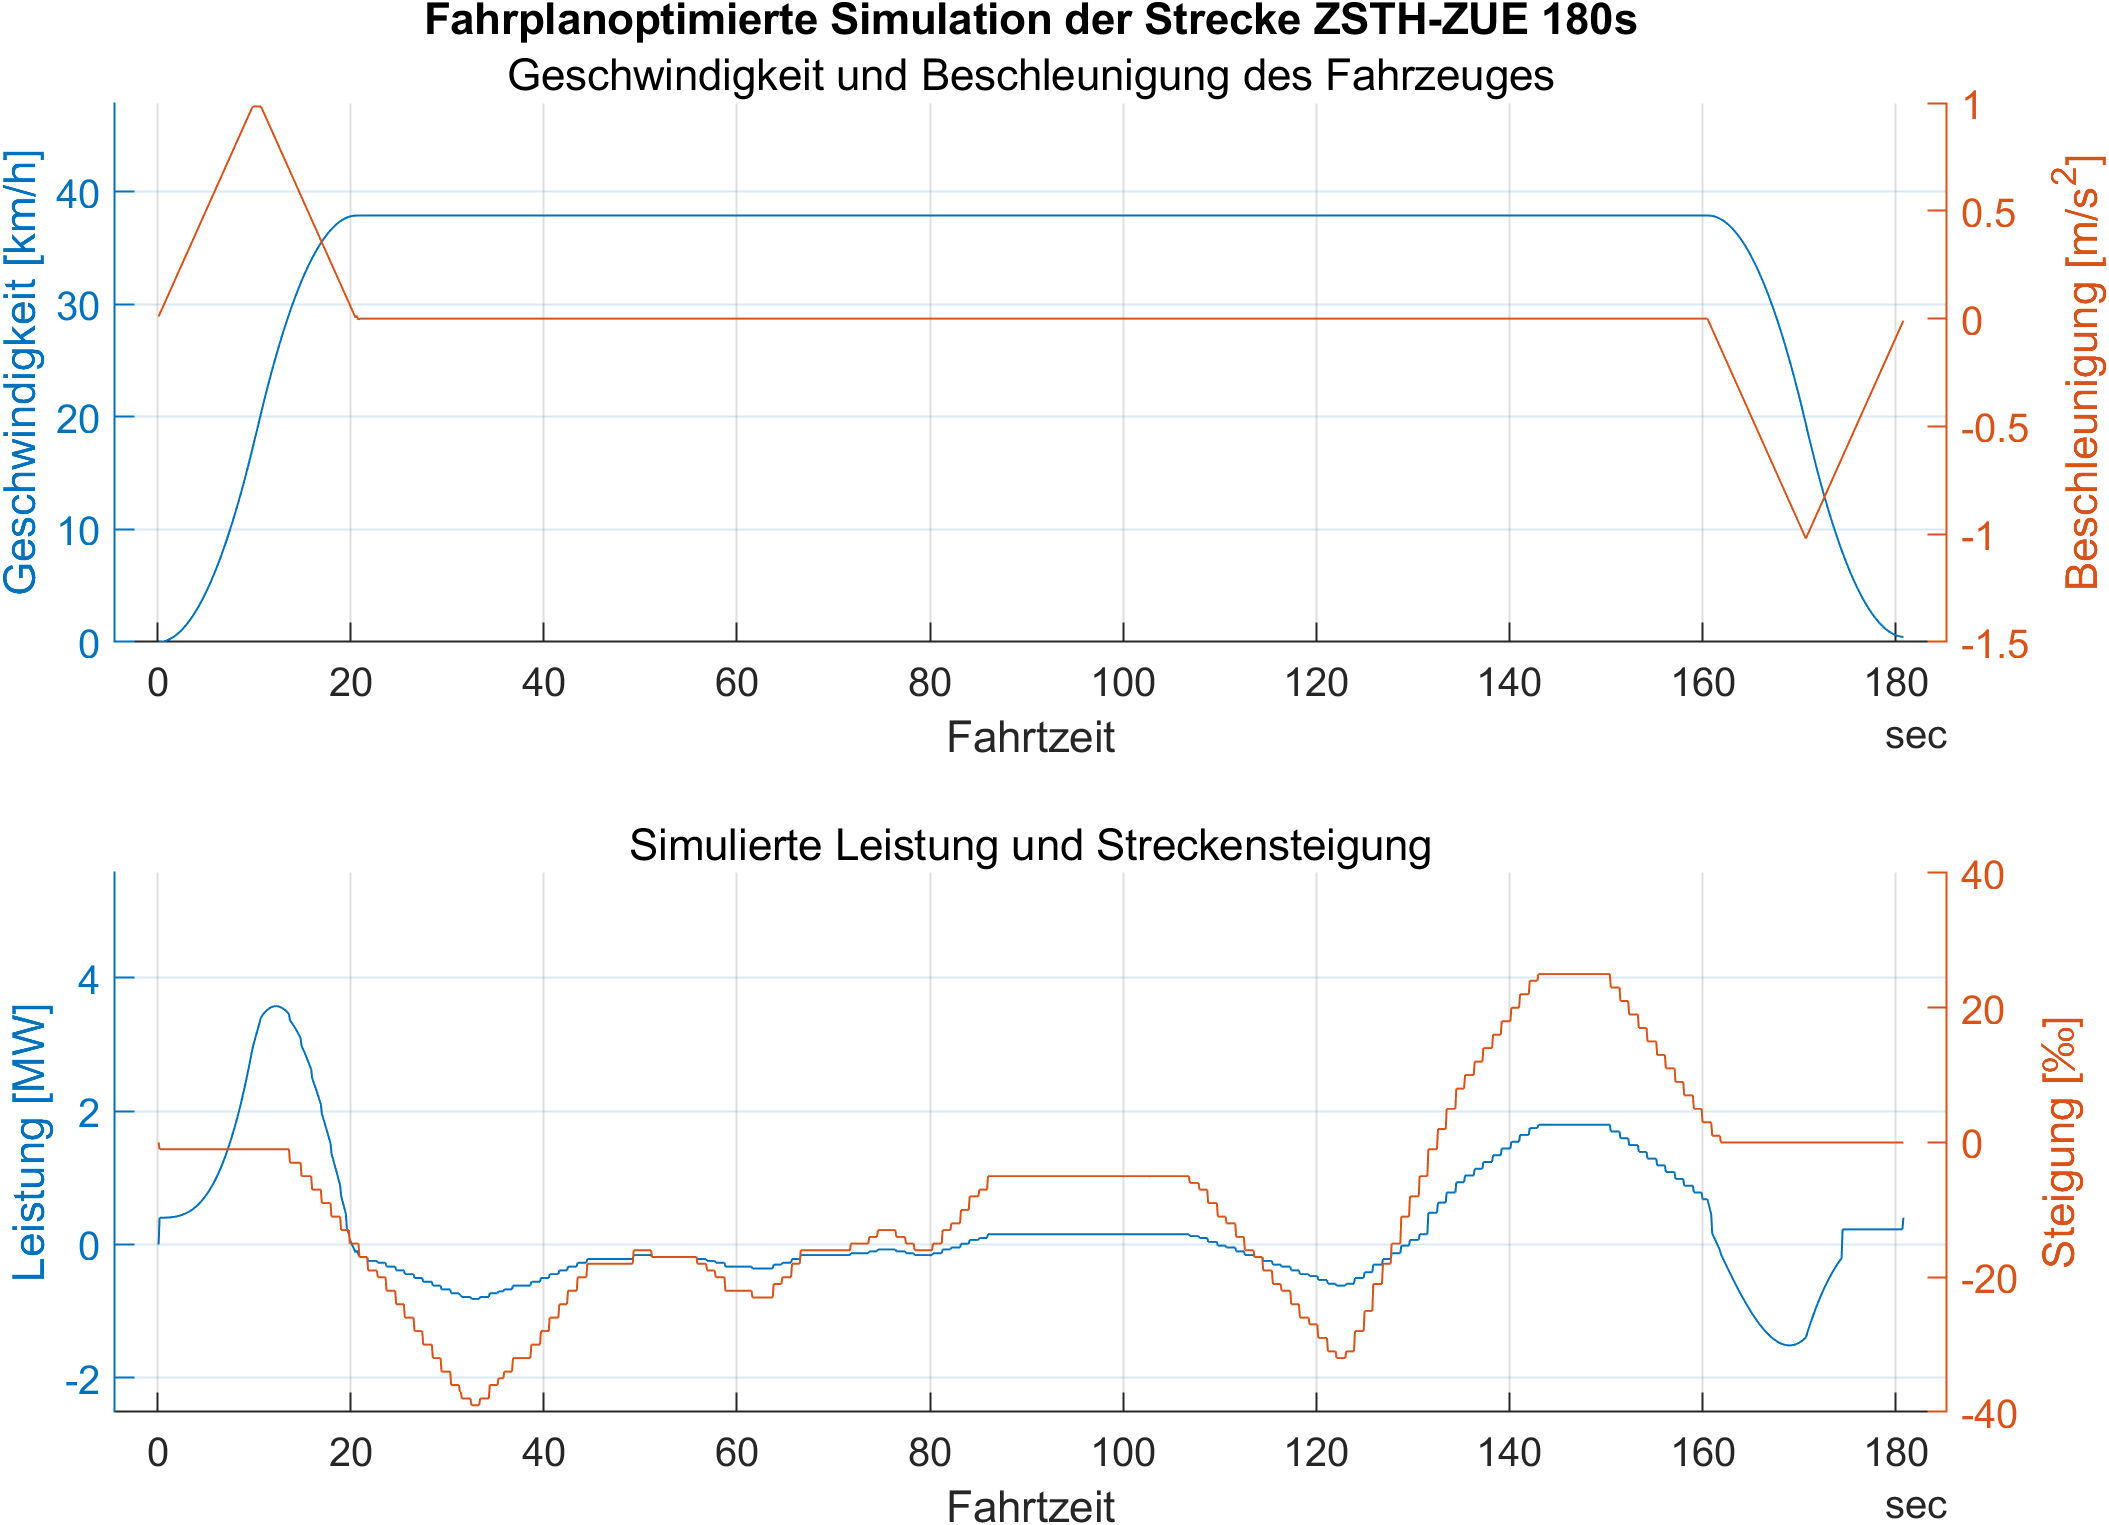 Fahrplanoptimierte Simulation der Strecke ZSTH-ZUE 180s
Geschwindigkeit und Beschleunigung des Fahrzeuges
Geschwindigkeit [km/h]
40
30
20
10
0
1
0.5
0
-0.5
-1
-1.5
Beschleunigung [m/s²]
0 20 40 60 80 100 120 140 160 180
Fahrtzeit
sec
Simulierte Leistung und Streckensteigung
Leistung [MW]
4
2
0
-2
40
20
0
-20
-40
Steigung [‰]
0 20 40 60 80 100 120 140 160 180
Fahrtzeit
sec